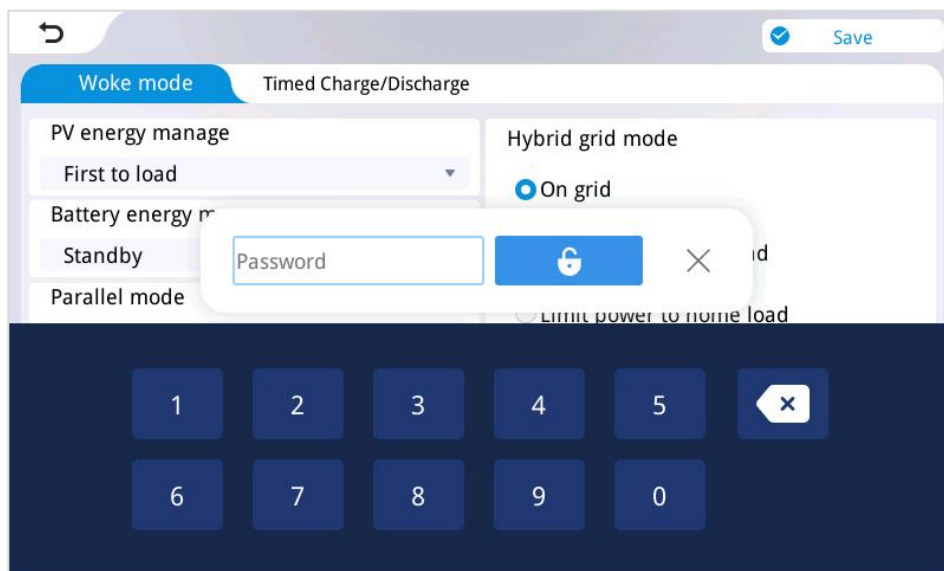 Save
Woke mode
Timed Charge/Discharge
PV energy manage
First to load
Battery energy
Standby
Parallel mode
Hybrid grid mode
On grid
Limit power to home load
Password
1 2 3 4 5
6 7 8 9 0